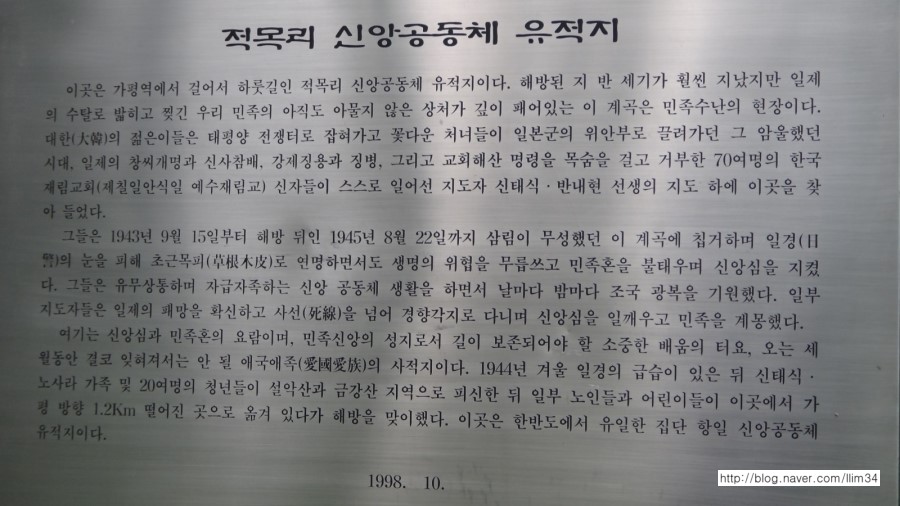 적목리 신앙공동체 유적지
이곳은 가평역에서 걸어서 하룻길인 적목리 신앙공동체 유적지이다. 해방된 지 반 세기가 훨씬 지났지만 일제
의 수탈로 밟히고 찢긴 우리 민족의 아직도 아물지 않은 상처가 깊이 패어있는 이 계곡은 민족수난의 현장이다.
대한(大韓)의 젊은이들은 태평양 전쟁터로 잡혀가고 꽃다운 처녀들이 일본군의 위안부로 끌려가던 그 암울했던
시대, 일제의 창씨개명과 신사참배, 강제징용과 징병, 그리고 교회해산 명령을 목숨을 걸고 거부한 70여명의 한국
재림교회(제칠일안식일 예수재림교) 신자들이 스스로 일어선 지도자 신태식·반내현 선생의 지도 하에 이곳을 찾
아 들었다.
그들은 1943년 9월 15일부터 해방 뒤인 1945년 8월 22일까지 삼림이 무성했던 이 계곡에 칩거하며 일경(日
警)의 눈을 피해 초근목피(草根木皮)로 연명하면서도 생명의 위협을 무릅쓰고 민족혼을 불태우며 신앙심을 지켰
다. 그들은 유무상통하며 자급자족하는 신앙 공동체 생활을 하면서 날마다 밤마다 조국 광복을 기원했다. 일부
지도자들은 일제의 패망을 확신하고 사선(死線)을 넘어 경향각지로 다니며 신앙심을 일깨우고 민족을 계몽했다.
여기는 신앙심과 민족혼의 요람이며, 민족신앙의 성지로서 길이 보존되어야 할 소중한 배움의 터요, 오는 세
월동안 결코 잊혀져서는 안 될 애국애족(愛國愛族)의 사적지이다. 1944년 겨울 일경의 급습이 있은 뒤 신태식·
노사라 가족 및 20여명의 청년들이 설악산과 금강산 지역으로 피신한 뒤 일부 노인들과 어린이들이 이곳에서 가
평 방향 1.2Km 떨어진 곳으로 옮겨 있다가 해방을 맞이했다. 이곳은 한반도에서 유일한 집단 항일 신앙공동체
유적지이다.
1998. 10.
http://blog.naver.com/llim34